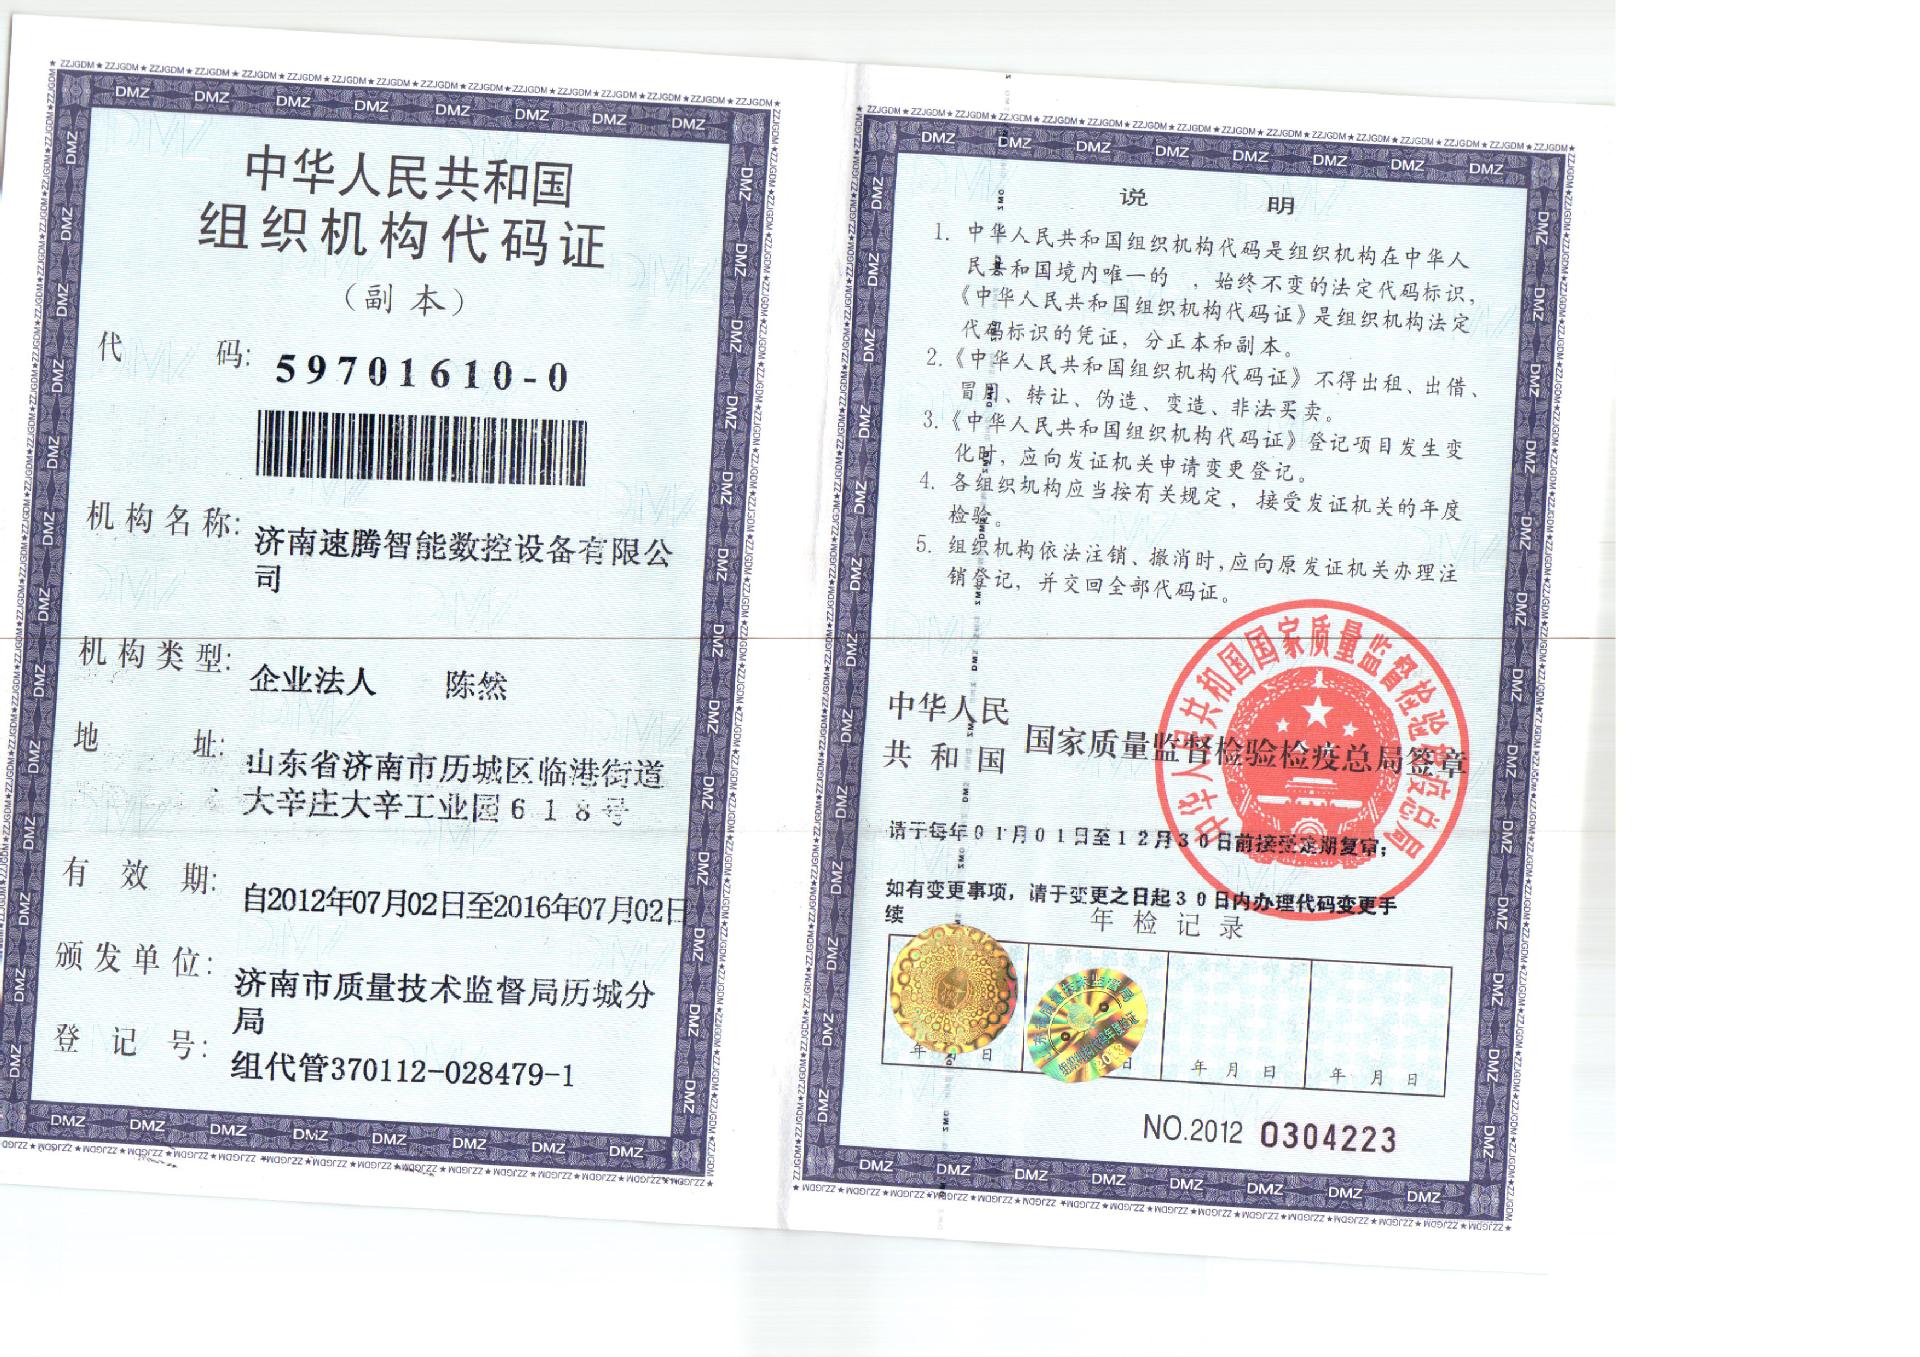 中华人民共和国
组织机构代码证
（副本）
代 码: 59701610-0
机构名称: 济南速腾智能数控设备有限公
司
机构类型: 企业法人 陈然
地 址: 山东省济南市历城区临港街道
大辛庄大辛工业园618号
有效期: 自2012年07月02日至2016年07月02日
颁发单位: 济南市质量技术监督局历城分
局
登记号: 组代管370112-028479-1
说 明
1. 中华人民共和国组织机构代码是组织机构在中华人
民共和国境内唯一的 ，始终不变的法定代码标识，
《中华人民共和国组织机构代码证》是组织机构法定
代码标识的凭证，分正本和副本。
2.《中华人民共和国组织机构代码证》不得出租、出借、
冒用、转让、伪造、变造、非法买卖。
3.《中华人民共和国组织机构代码证》登记项目发生变
化时，应向发证机关申请变更登记。
4. 各组织机构应当按有关规定，接受发证机关的年度
检验。
5. 组织机构依法注销、撤消时，应向原发证机关办理注
销登记，并交回全部代码证。
中华人民
共和国 国家质量监督检验检疫总局签章
中华人民共和国国家质量监督检验检疫总局
请于每年01月01日至12月30日前接受定期复审；
如有变更事项，请于变更之日起30日内办理代码变更手
续
年检记录
年 月 日
日
年 月 日
年 月 日
NO.2012 0304223